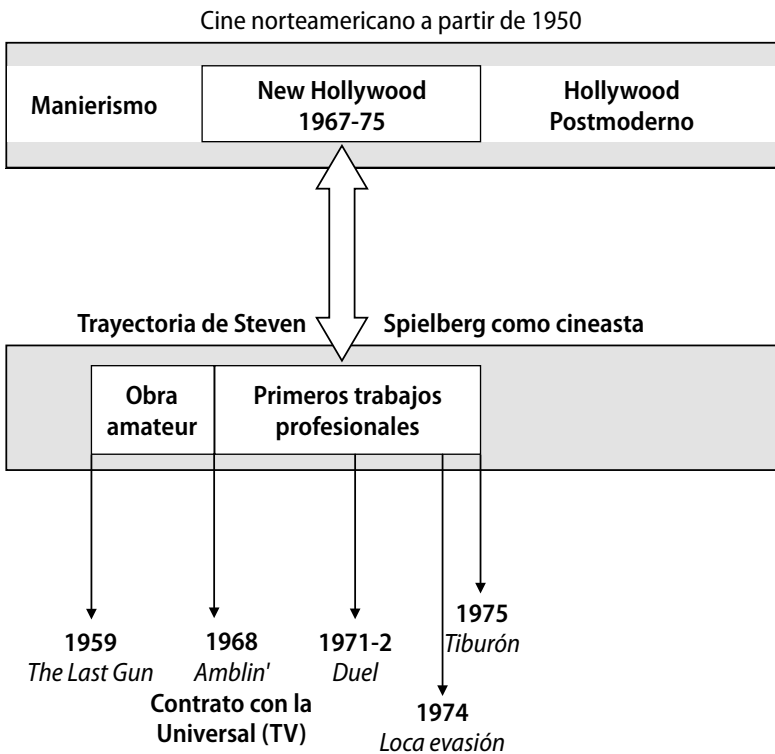 Cine norteamericano a partir de 1950
Manierismo
New Hollywood
1967-75
Hollywood
Postmoderno
Trayectoria de Steven Spielberg como cineasta
Obra
amateur
Primeros trabajos
profesionales
1959
The Last Gun
1968
Amblin'
Contrato con la
Universal (TV)
1971-2
Duel
1974
Loca evasión
1975
Tiburón